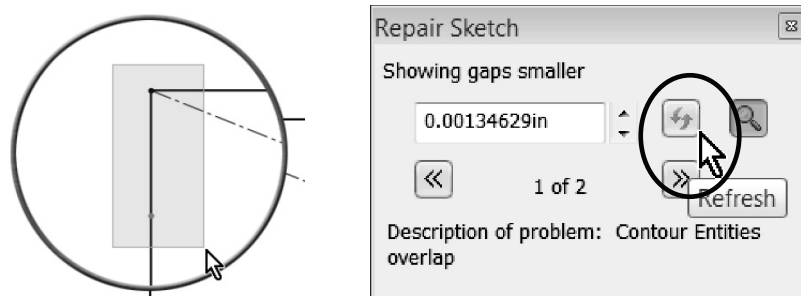 Repair Sketch
Showing gaps smaller
0.00134629in
1 of 2
Refresh
Description of problem: Contour Entities
overlap